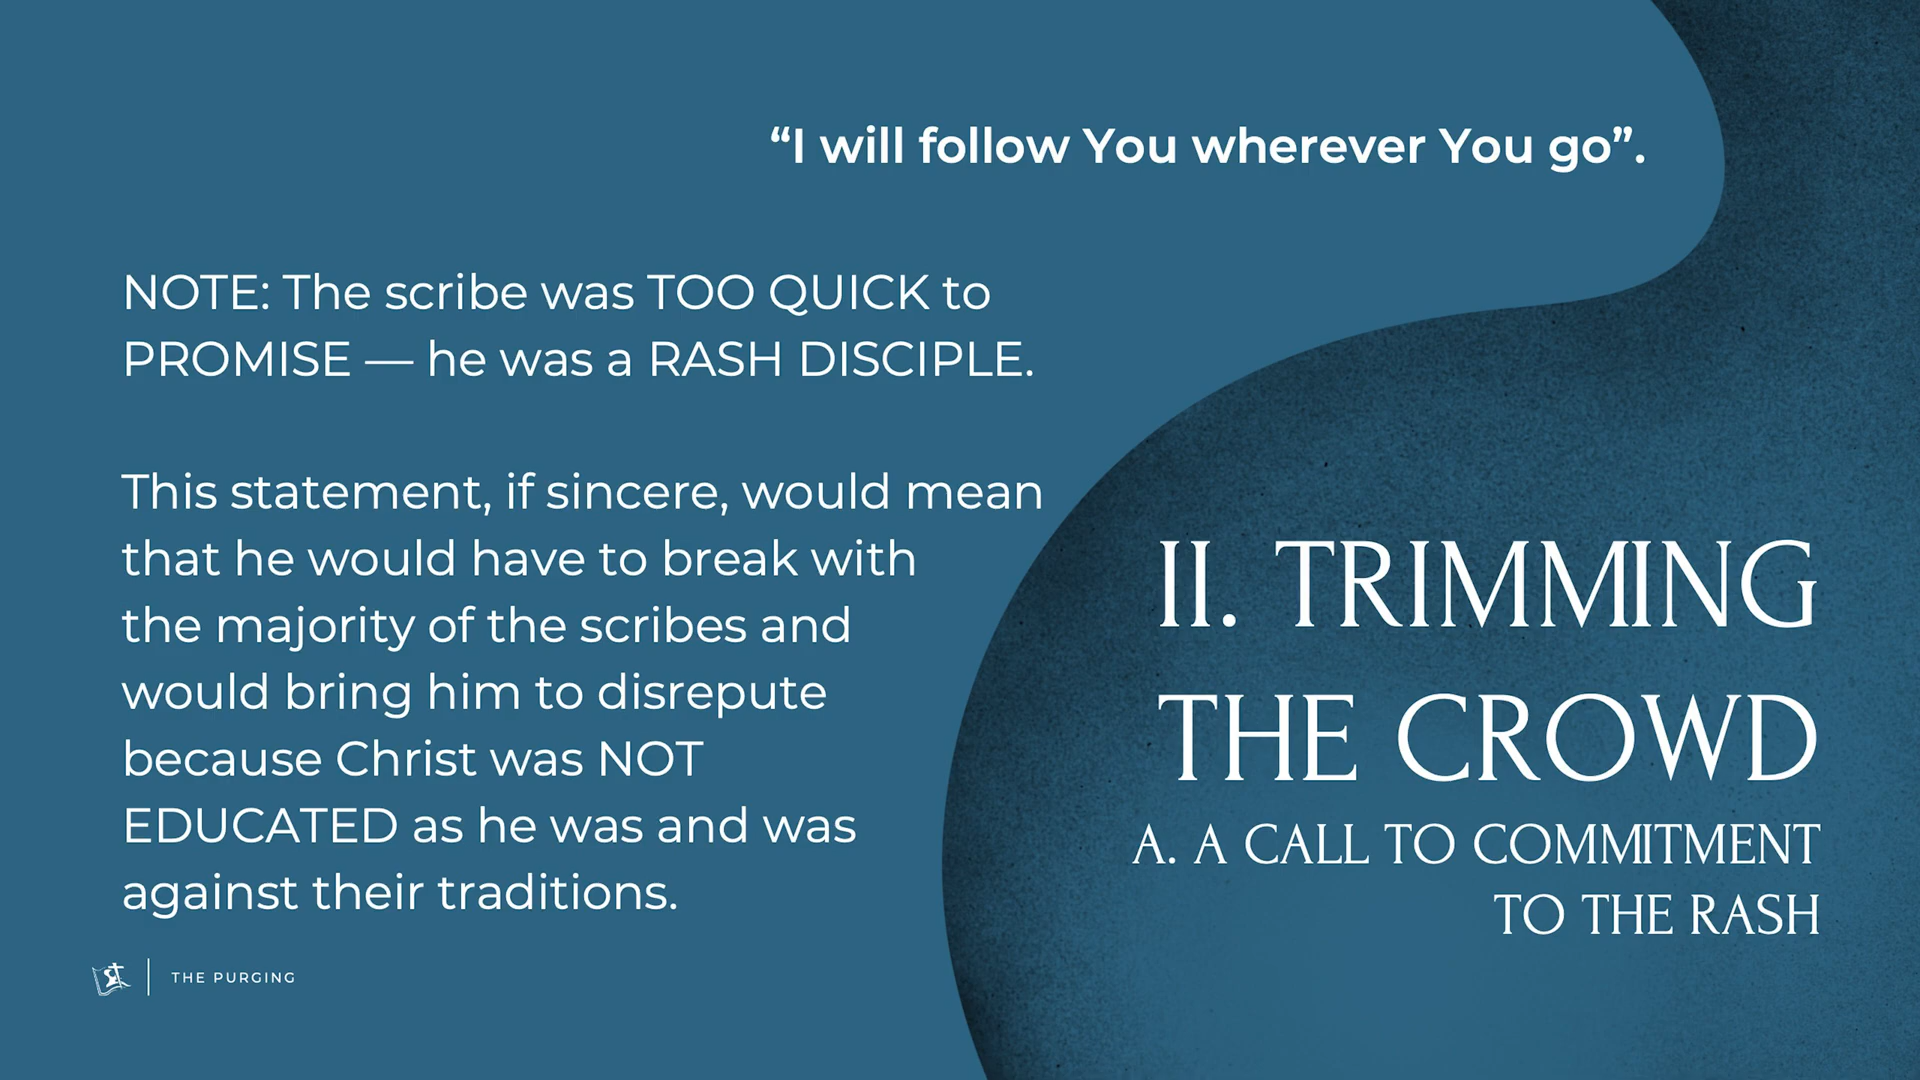 “I will follow You wherever You go”.
NOTE: The scribe was TOO QUICK to
PROMISE — he was a RASH DISCIPLE.
This statement, if sincere, would mean
that he would have to break with
the majority of the scribes and
would bring him to disrepute
because Christ was NOT
EDUCATED as he was and was
against their traditions.
II. TRIMMING
THE CROWD
A. A CALL TO COMMITMENT
TO THE RASH
THE PURGING